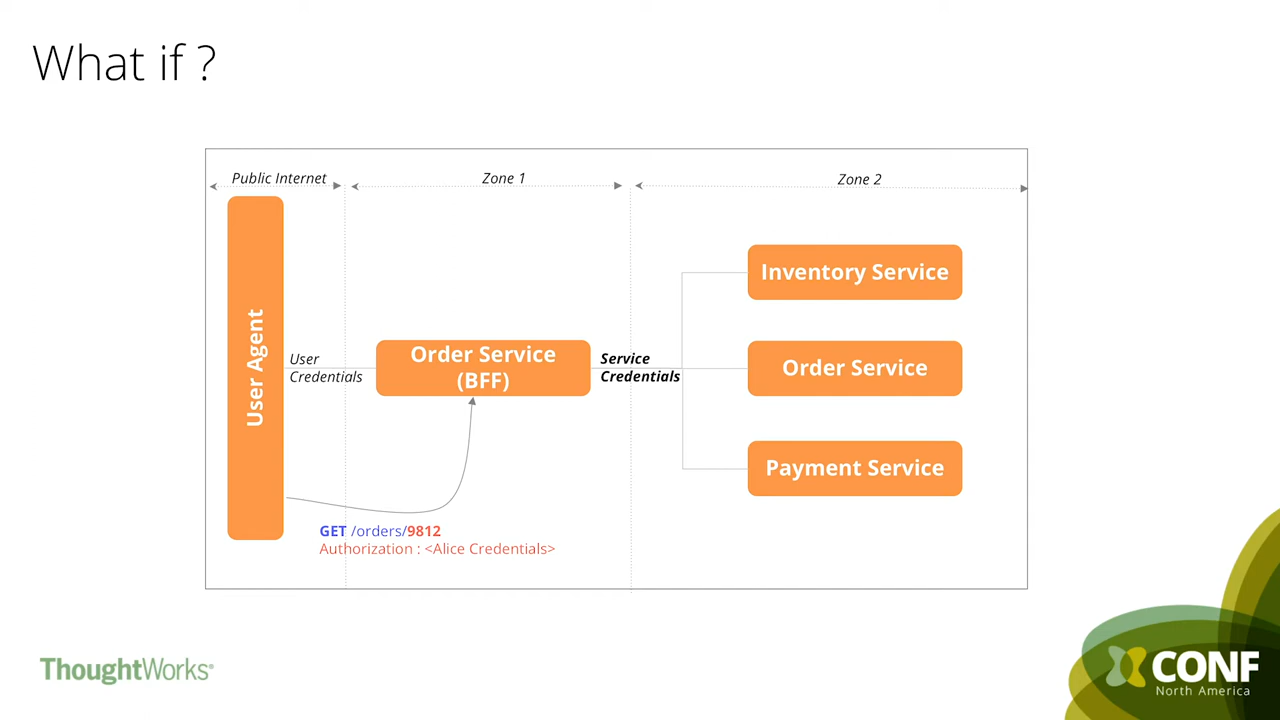 What if ?
Public Internet
Zone 1
Zone 2
User Agent
User
Credentials
Order Service
(BFF)
Service
Credentials
Inventory Service
Order Service
Payment Service
GET /orders/9812
Authorization : <Alice Credentials>
ThoughtWorks®
XCONF
North America